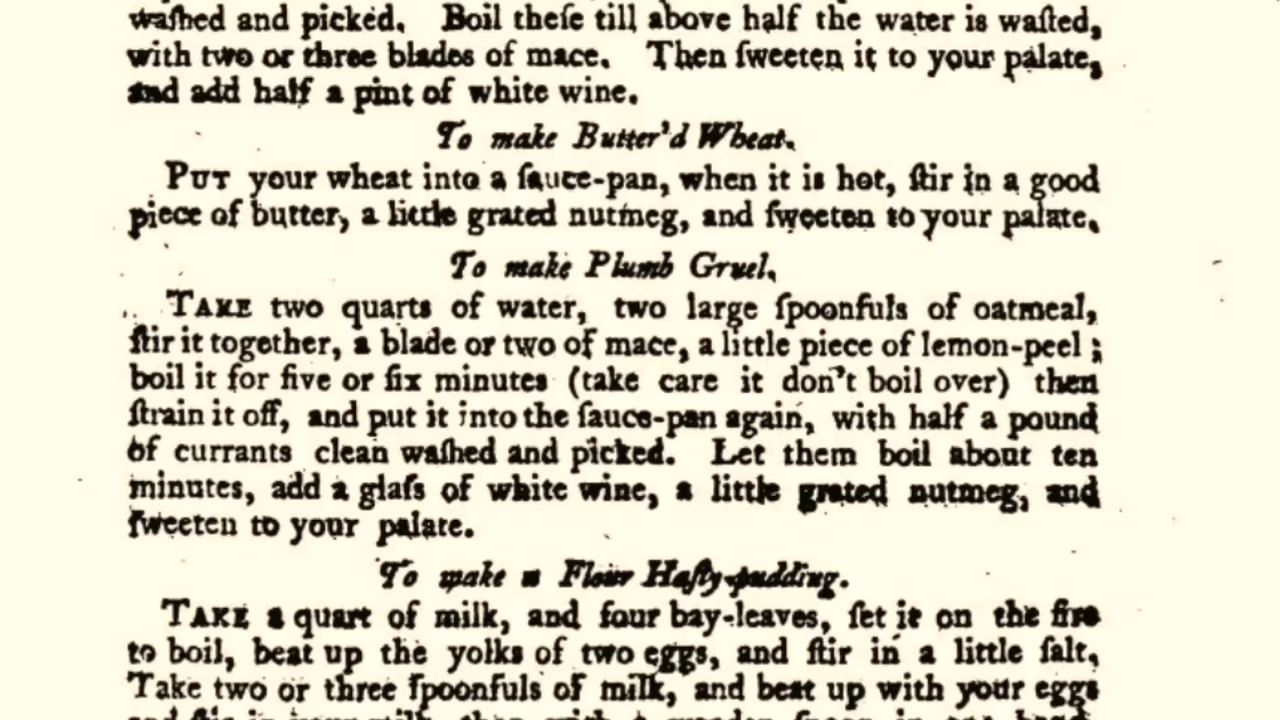 waſhed and picked. Boil theſe till above half the water is waſted,
with two or three blades of mace. Then ſweeten it to your palate,
and add half a pint of white wine.
To make Butter'd Wheat.
PUT your wheat into a ſauce-pan, when it is hot, ſtir in a good
piece of butter, a little grated nutmeg, and ſweeten to your palate.
To make Plumb Gruel.
TAKE two quarts of water, two large ſpoonfuls of oatmeal,
ſtir it together, a blade or two of mace, a little piece of lemon-peel;
boil it for five or ſix minutes (take care it don't boil over) then
ſtrain it off, and put it into the ſauce-pan again, with half a pound
of currants clean waſhed and picked. Let them boil about ten
minutes, add a glaſs of white wine, a little grated nutmeg, and
ſweeten to your palate.
To make a Flour Haſty-pudding.
TAKE a quart of milk, and four bay-leaves, ſet it on the fire
to boil, beat up the yolks of two eggs, and ſtir in a little ſalt.
Take two or three ſpoonfuls of milk, and beat up with your eggs